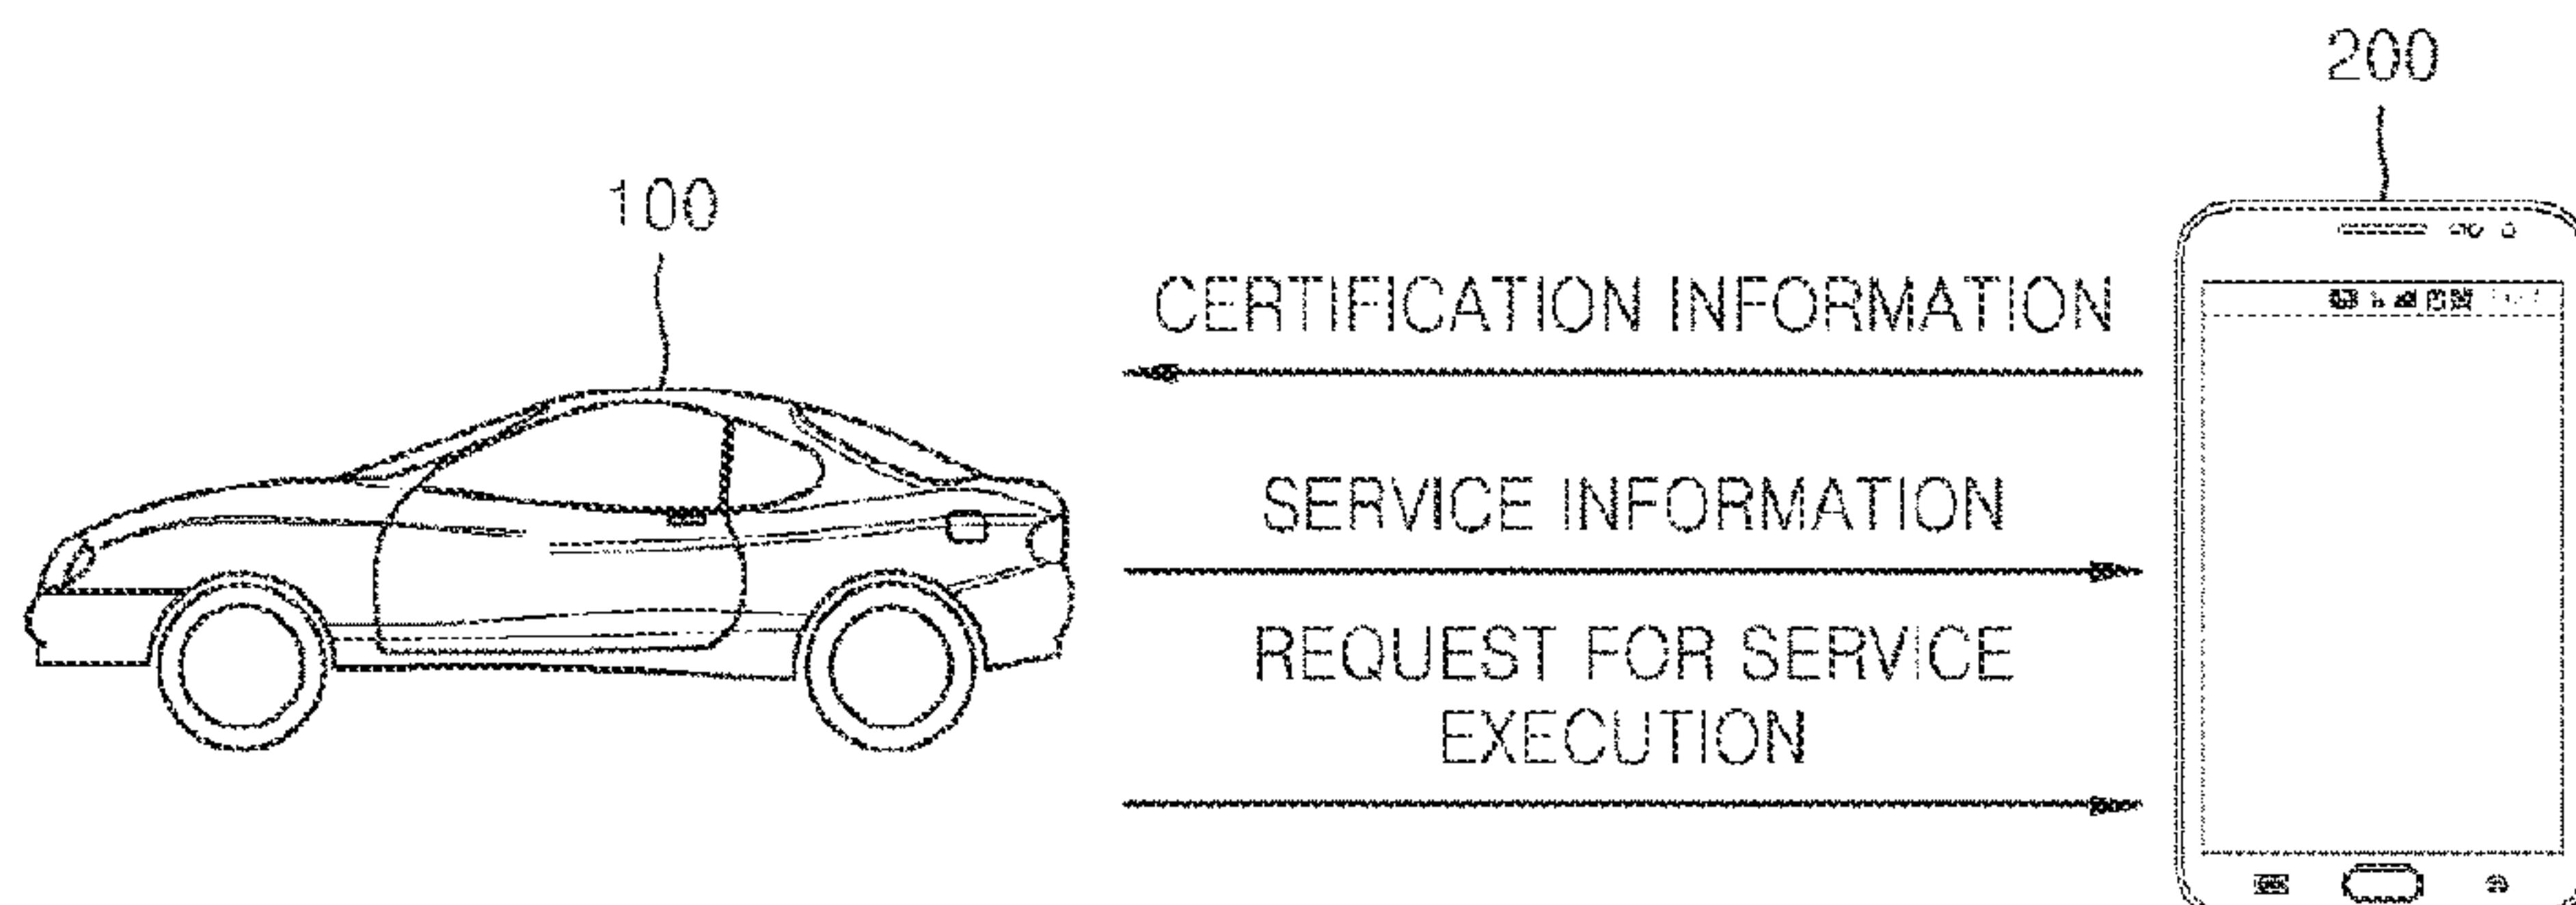 200
100
CERTIFICATION INFORMATION
SERVICE INFORMATION
REQUEST FOR SERVICE
EXECUTION